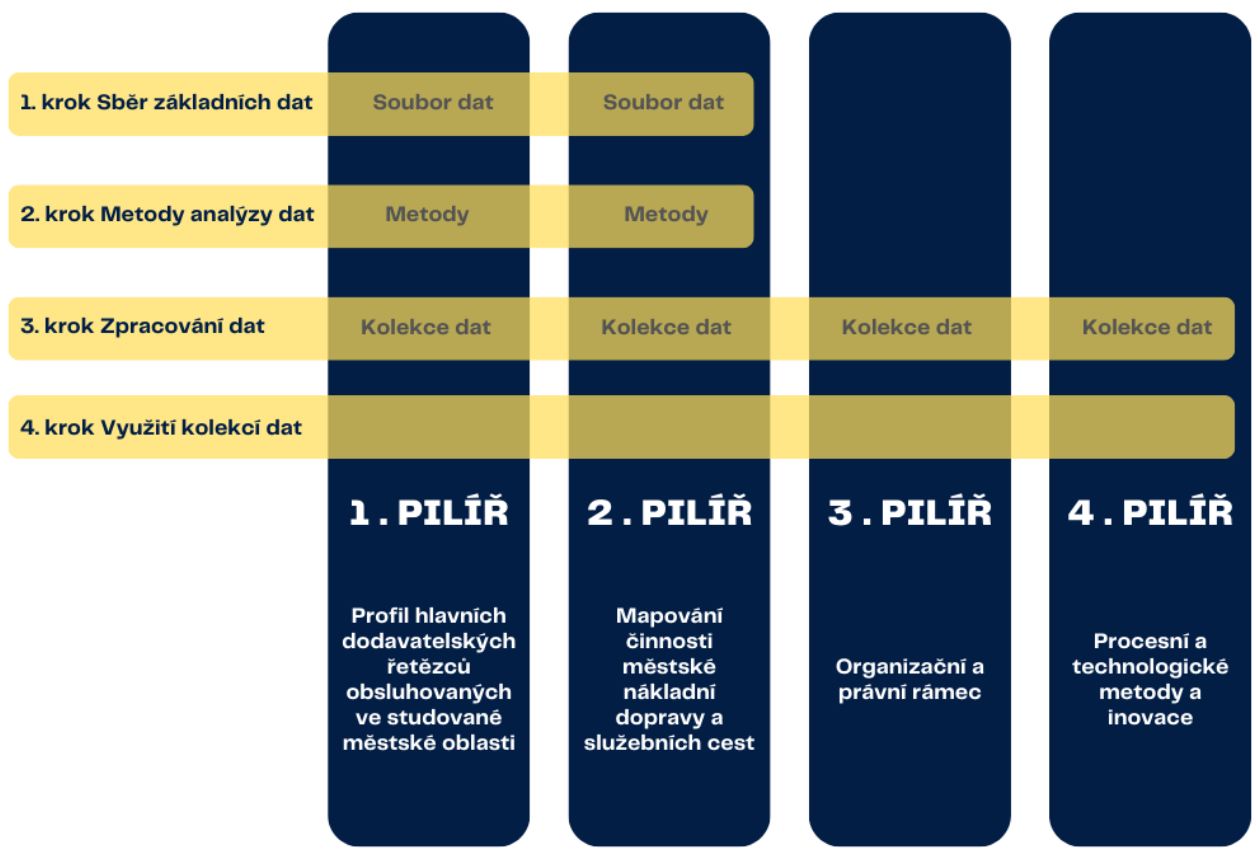 1. krok Sběr základních dat
Soubor dat
Soubor dat
2. krok Metody analýzy dat
Metody
Metody
3. krok Zpracování dat
Kolekce dat
Kolekce dat
Kolekce dat
Kolekce dat
4. krok Využití kolekcí dat
1. PILÍŘ
2. PILÍŘ
3. PILÍŘ
4. PILÍŘ
Profil hlavních
dodavatelských
řetězců
obsluhovaných
ve studované
městské oblasti
Mapování
činnosti
městské
nákladní
dopravy a
služebních cest
Organizační a
právní rámec
Procesní a
technologické
metody a
inovace